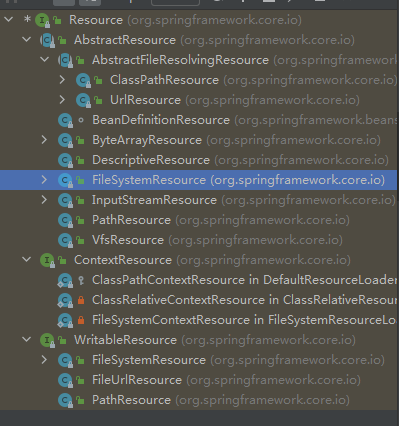 Resource (org.springframework.core.io)
AbstractResource (org.springframework.core.io)
AbstractFileResolvingResource (org.springframework.core.io)
ClassPathResource (org.springframework.core.io)
UrlResource (org.springframework.core.io)
BeanDefinitionResource (org.springframework.beans
ByteArrayResource (org.springframework.core.io)
DescriptiveResource (org.springframework.core.io)
FileSystemResource (org.springframework.core.io)
InputStreamResource (org.springframework.core.io)
PathResource (org.springframework.core.io)
VfsResource (org.springframework.core.io)
ContextResource (org.springframework.core.io)
ClassPathContextResource in DefaultResourceLoader
ClassRelativeContextResource in ClassRelativeResour
FileSystemContextResource in FileSystemResourceLo
WritableResource (org.springframework.core.io)
FileSystemResource (org.springframework.core.io)
FileUrlResource (org.springframework.core.io)
PathResource (org.springframework.core.io)